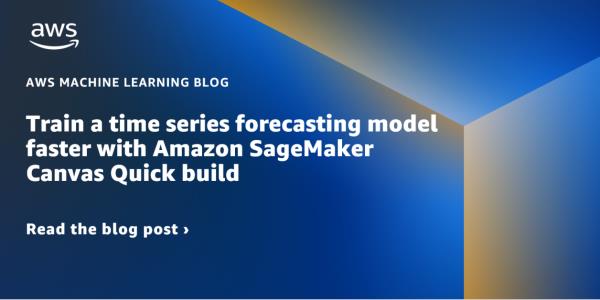 aws
AWS MACHINE LEARNING BLOG
Train a time series forecasting model
faster with Amazon SageMaker
Canvas Quick build
Read the blog post ›